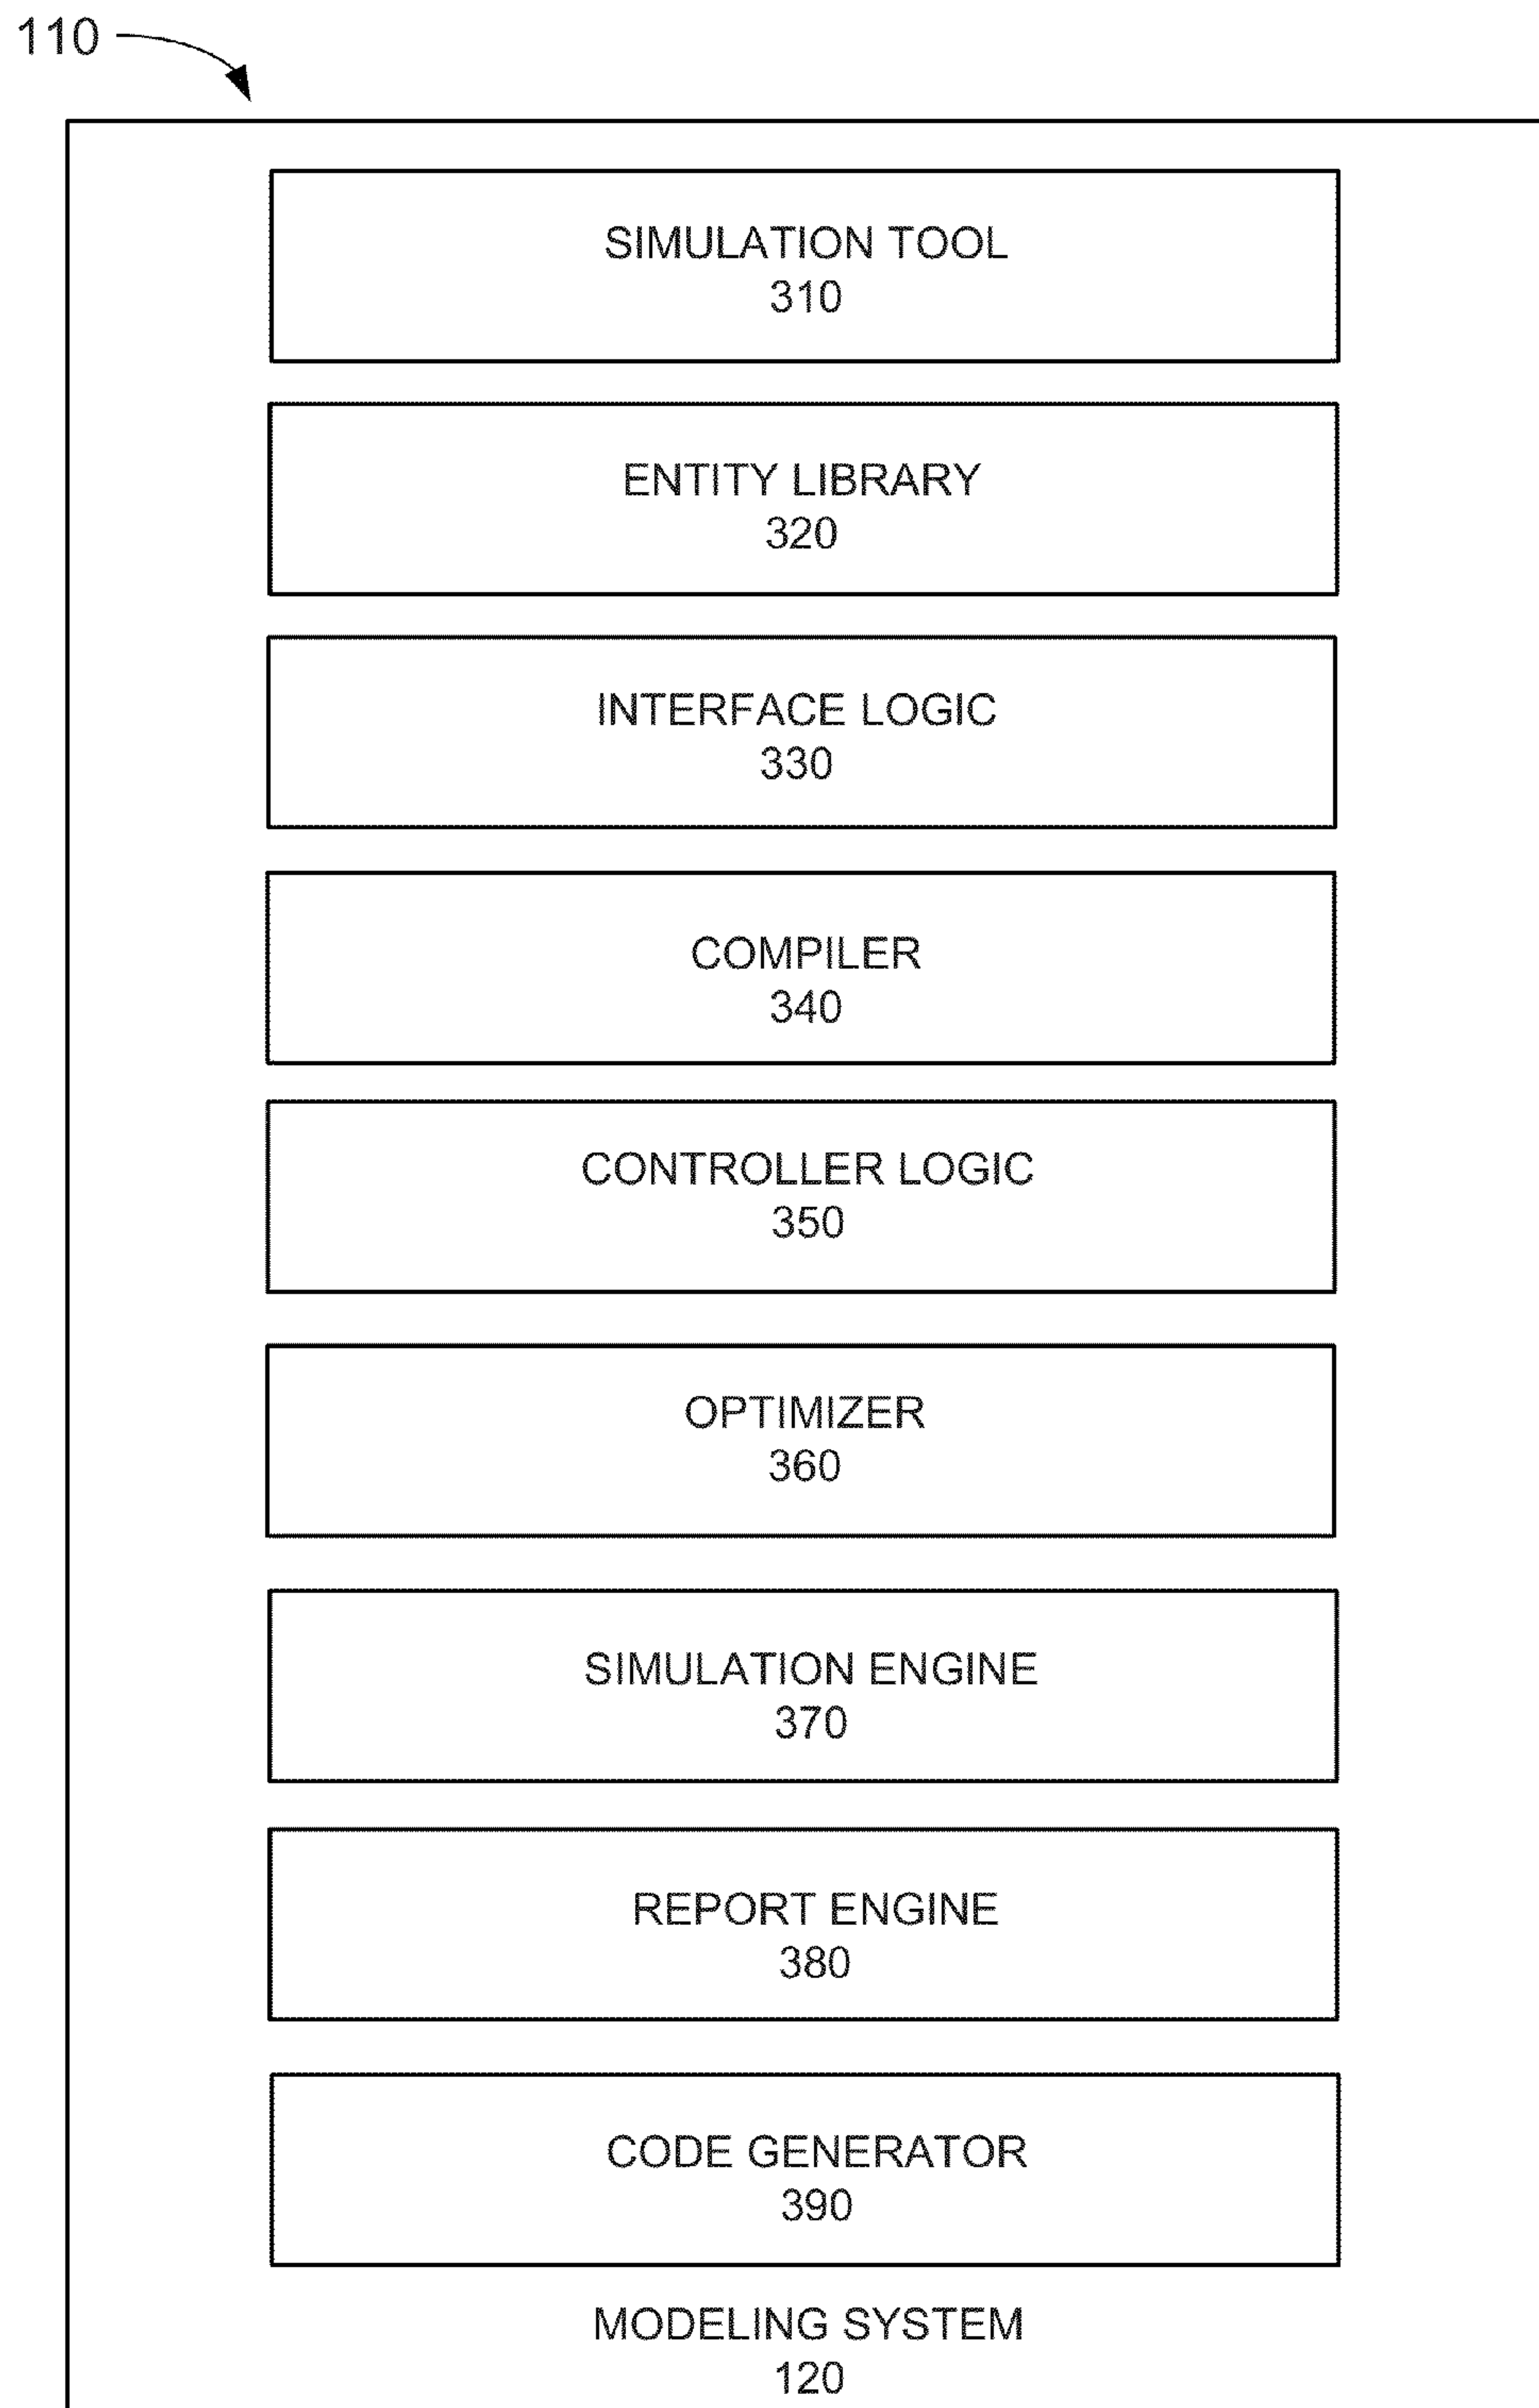 110
SIMULATION TOOL
310
ENTITY LIBRARY
320
INTERFACE LOGIC
330
COMPILER
340
CONTROLLER LOGIC
350
OPTIMIZER
360
SIMULATION ENGINE
370
REPORT ENGINE
380
CODE GENERATOR
390
MODELING SYSTEM
120